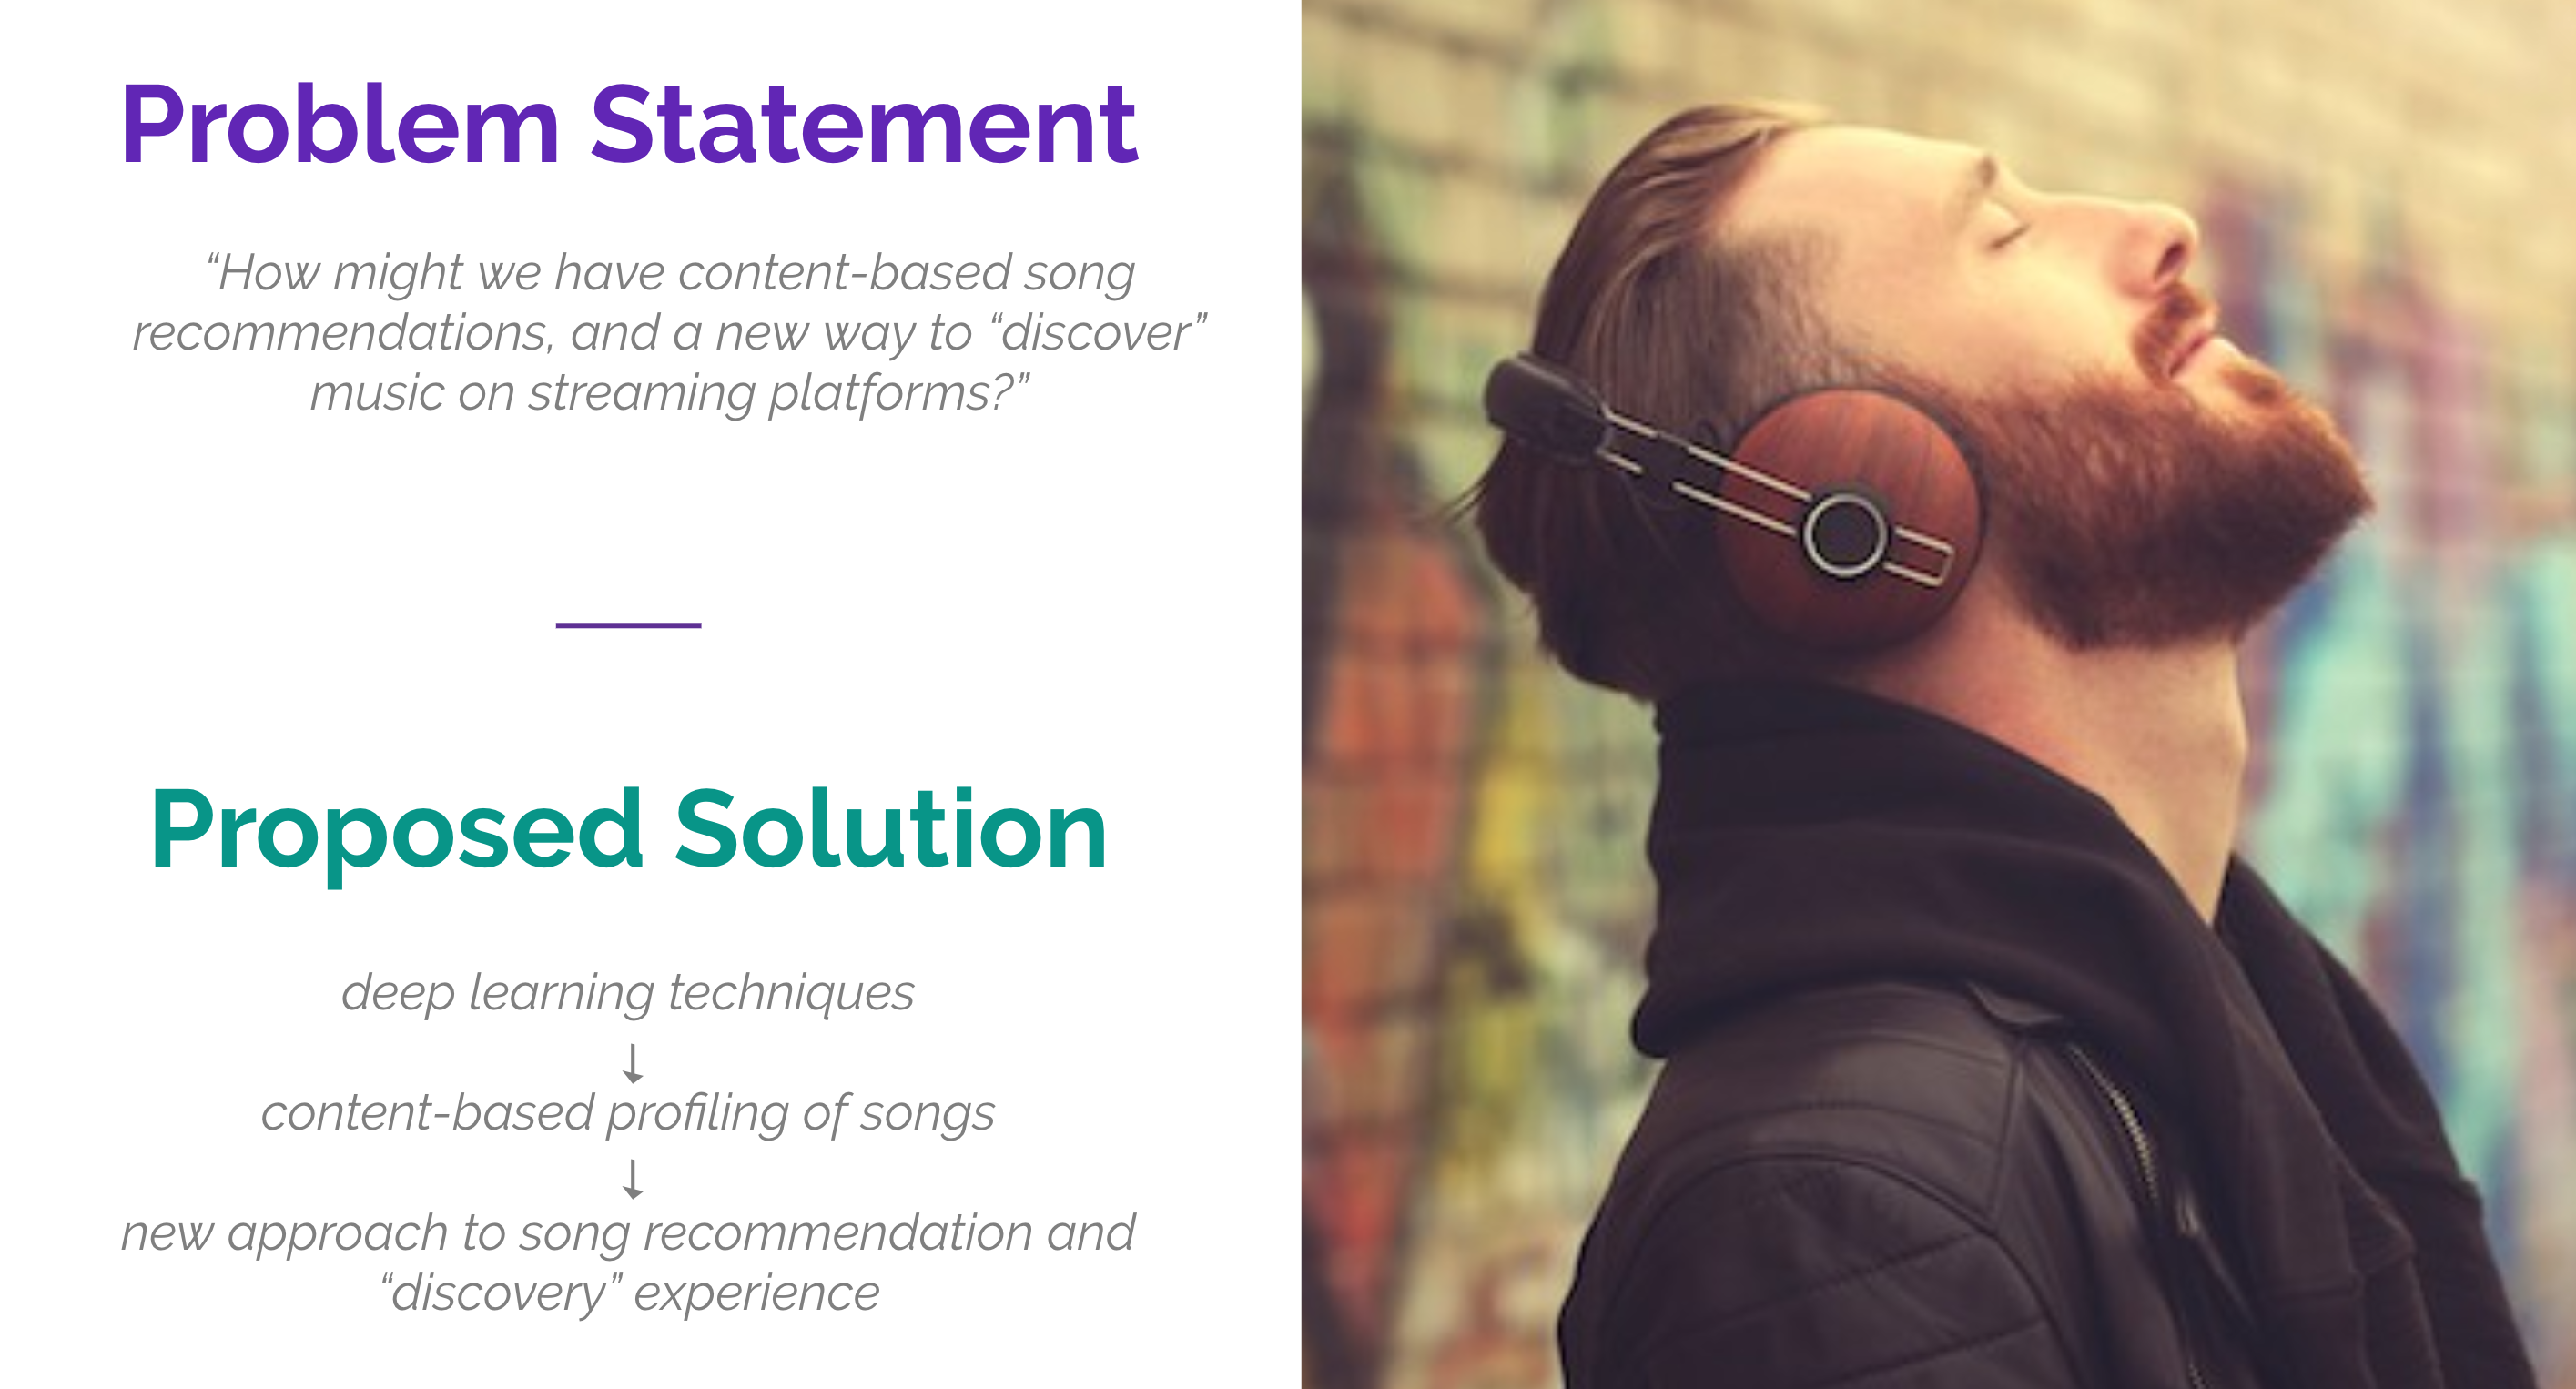 Problem Statement
“How might we have content-based song
recommendations, and a new way to “discover”
music on streaming platforms?”
Proposed Solution
deep learning techniques
↓
content-based profiling of songs
↓
new approach to song recommendation and
“discovery” experience